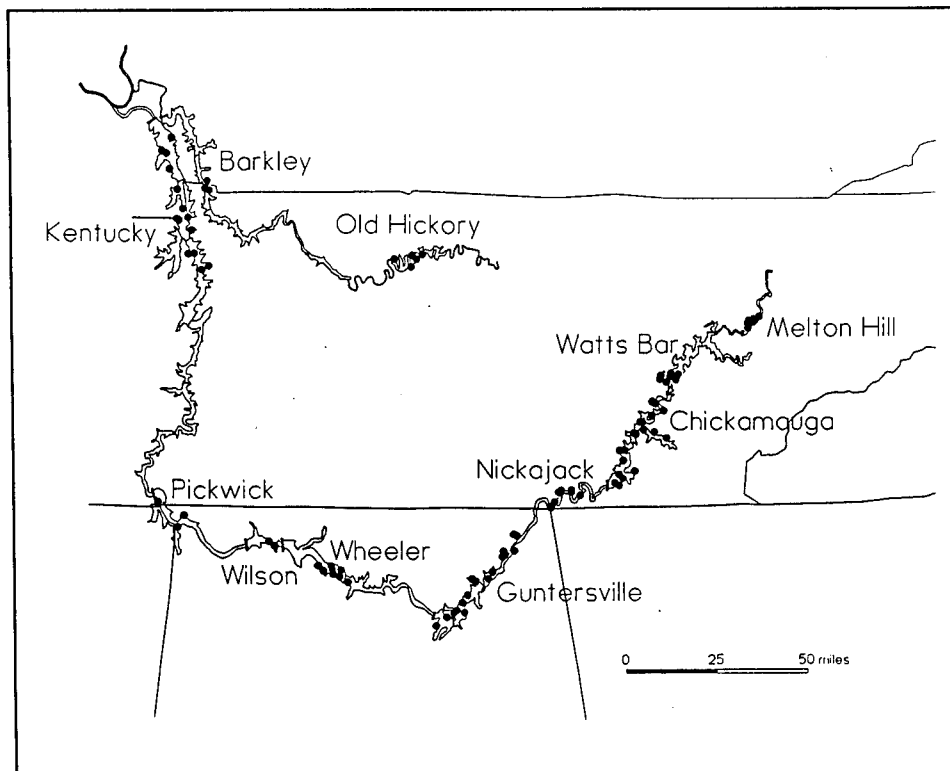 Barkley
Old Hickory
Kentucky
Melton Hill
Watts Bar
Chickamauga
Nickajack
Pickwick
Wheeler
Wilson
Guntersville
0 25 50 miles